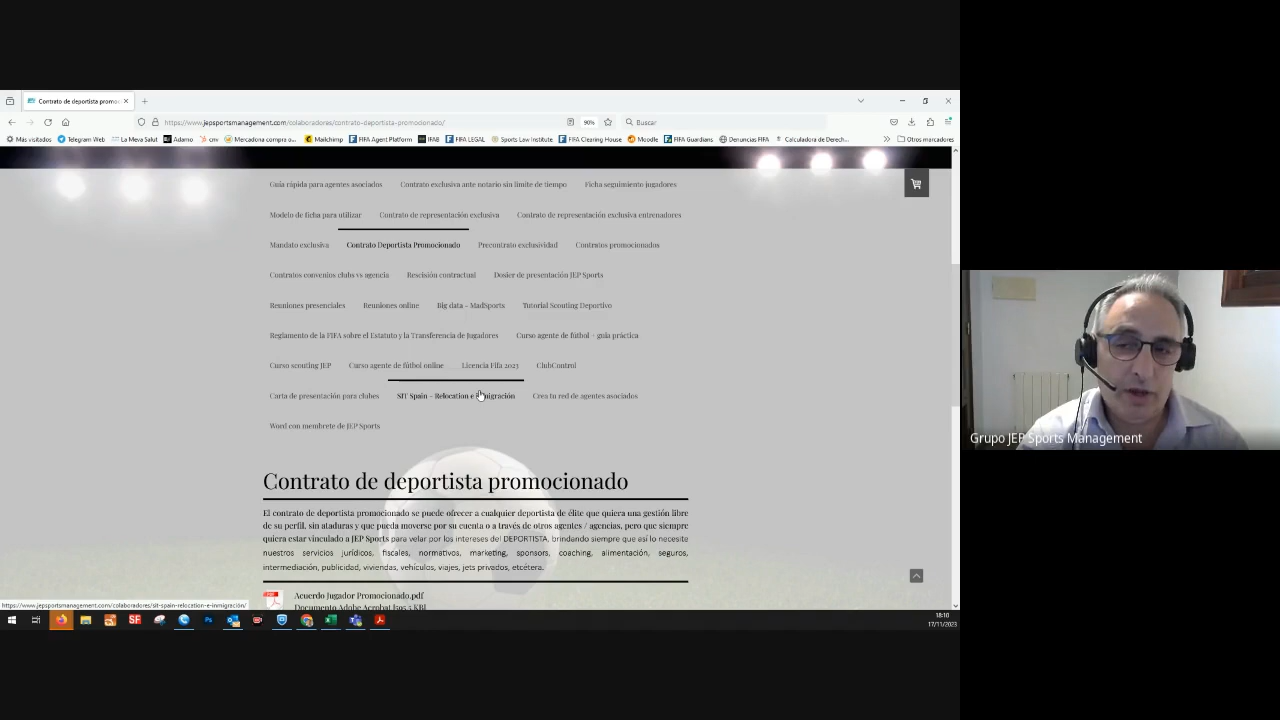 Contrato de deportista promoc
https://www.jepsportsmanagement.com/colaboradores/contrato-deportista-promodonado/
90%
Buscar
Más visitados Telegram Web La Meva Salut Adamo cmv Mercadona compra o... Mailchimp FIFA Agent Platform IFAB FIFA LEGAL Sports Law Institute FIFA Clearing House Moodle FIFA Guardians Denuncias FIFA Calculadora de Derech... Otros marcadores
Guía rápida para agentes asociados Contrato exclusiva ante notario sin límite de tiempo Ficha seguimiento jugadores
Modelo de ficha para utilizar Contrato de representación exclusiva Contrato de representación exclusiva entrenadores
Mandato exclusiva Contrato Deportista Promocionado Precontrato exclusividad Contratos promocionados
Contratos convenios clubs vs agencia Rescisión contractual Dosier de presentación JEP Sports
Reuniones presenciales Reuniones online Big data - MadSports Tutorial Scouting Deportivo
Reglamento de la FIFA sobre el Estatuto y la Transferencia de Jugadores Curso agente de fútbol - guía práctica
Curso scouting JEP Curso agente de fútbol online Licencia Fifa 2023 ClubControl
Carta de presentación para clubes SIT Spain - Relocation e inmigración Crea tu red de agentes asociados
Word con membrete de JEP Sports
Contrato de deportista promocionado
El contrato de deportista promocionado se puede ofrecer a cualquier deportista de élite que quiera una gestión libre
de su perfil, sin ataduras y que pueda moverse por su cuenta o a través de otros agentes / agencias, pero que siempre
quiera estar vinculado a JEP Sports para velar por los intereses del DEPORTISTA, brindando siempre que así lo necesite
nuestros servicios jurídicos, fiscales, normativos, marketing, sponsors, coaching, alimentación, seguros,
intermediación, publicidad, viviendas, vehículos, viajes, jets privados, etcétera.
Acuerdo Jugador Promocionado.pdf
Documento Adobe Acrobat
https://www.jepsportsmanagement.com/colaboradores/sit-spain-relocation-e-inmigración/
18:10
17/11/2023
Grupo JEP Sports Management